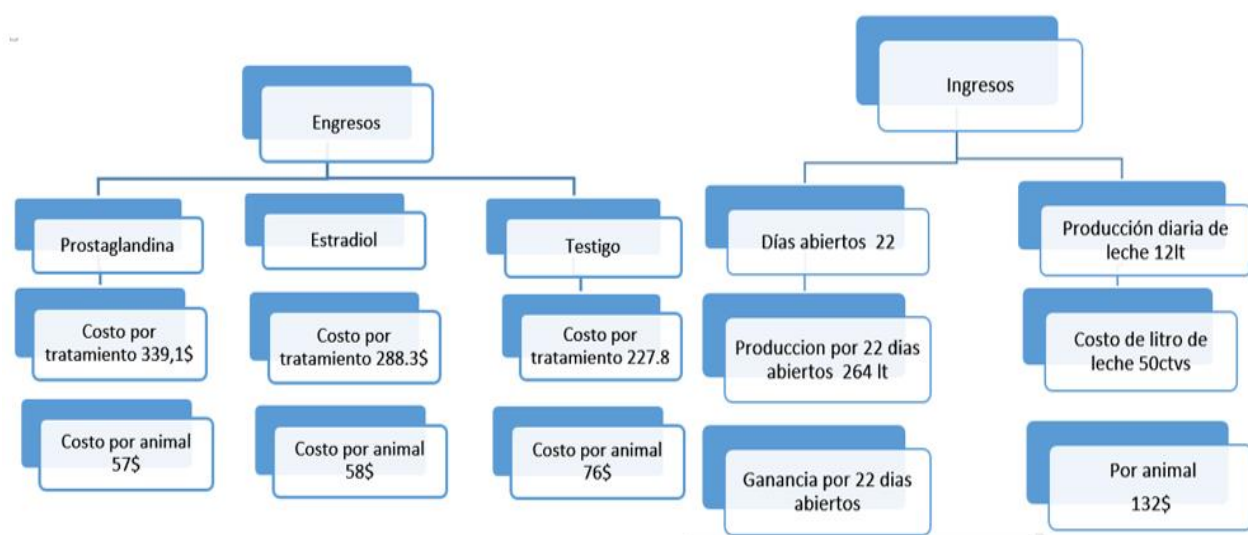 Engresos
Prostaglandina
Estradiol
Testigo
Costo por
tratamiento 339,1$
Costo por
tratamiento 288.3$
Costo por
tratamiento 227.8
Costo por animal
57$
Costo por animal
58$
Costo por animal
76$
Ingresos
Días abiertos 22
Producción diaria de
leche 12lt
Produccion por 22 dias
abiertos 264 lt
Costo de litro de
leche 50ctvs
Ganancia por 22 dias
abiertos
Por animal
132$